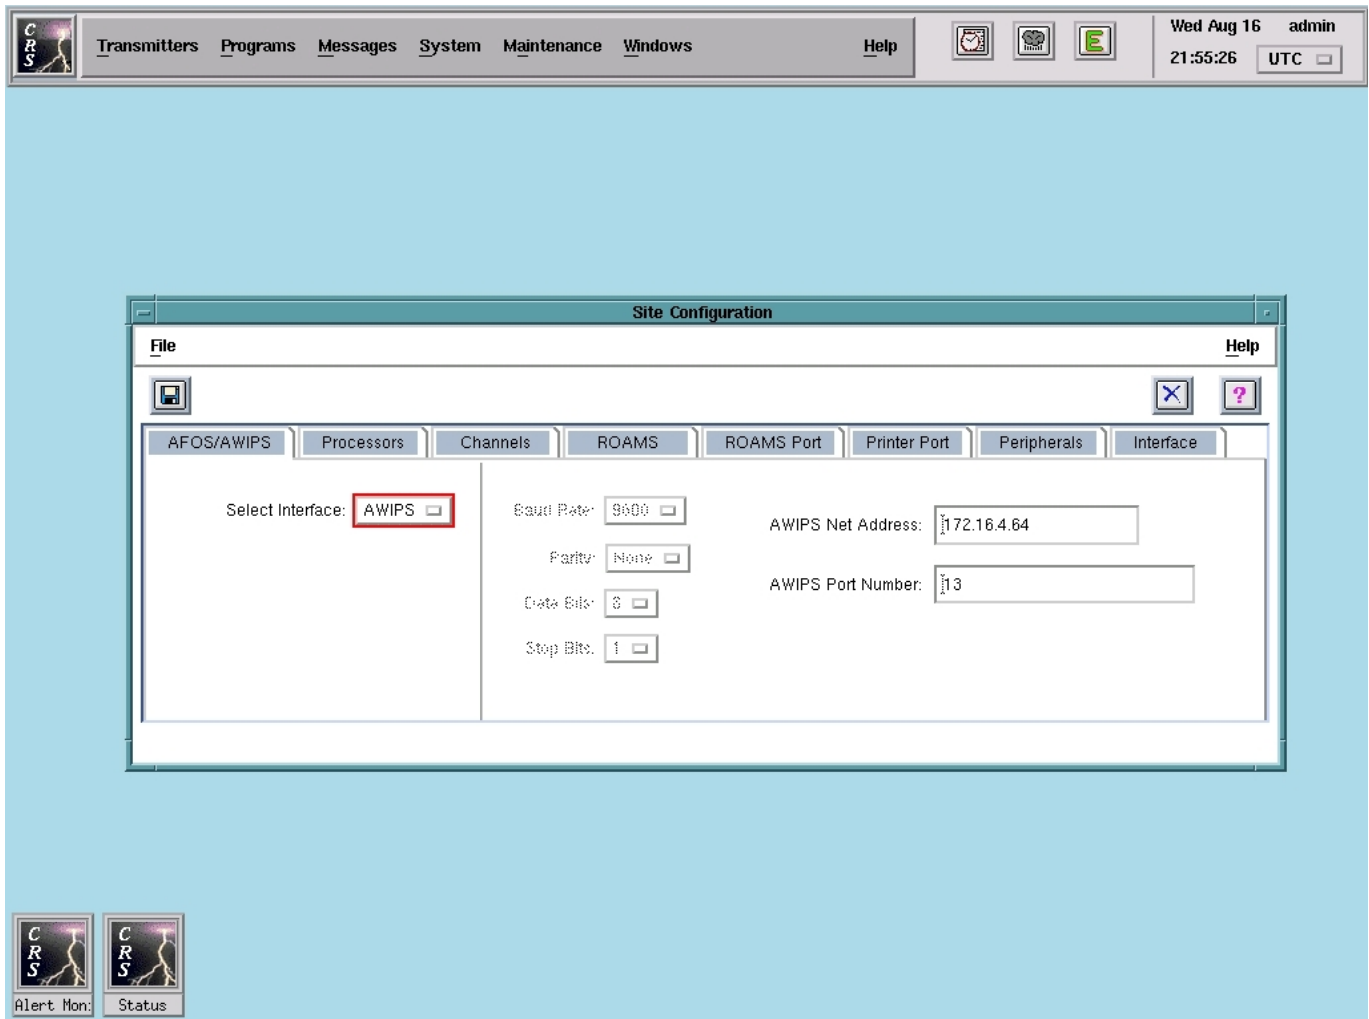 CRS
Transmitters Programs Messages System Maintenance Windows Help
E
Wed Aug 16 admin
21:55:26 UTC
Site Configuration
File Help
?
AFOS/AWIPS Processors Channels ROAMS ROAMS Port Printer Port Peripherals Interface
Select Interface: AWIPS
Baud Rate: 9600
Parity: None
Data Bits: 8
Stop Bits: 1
AWIPS Net Address: 172.16.4.64
AWIPS Port Number: 13
CRS
Alert Mon:
CRS
Status